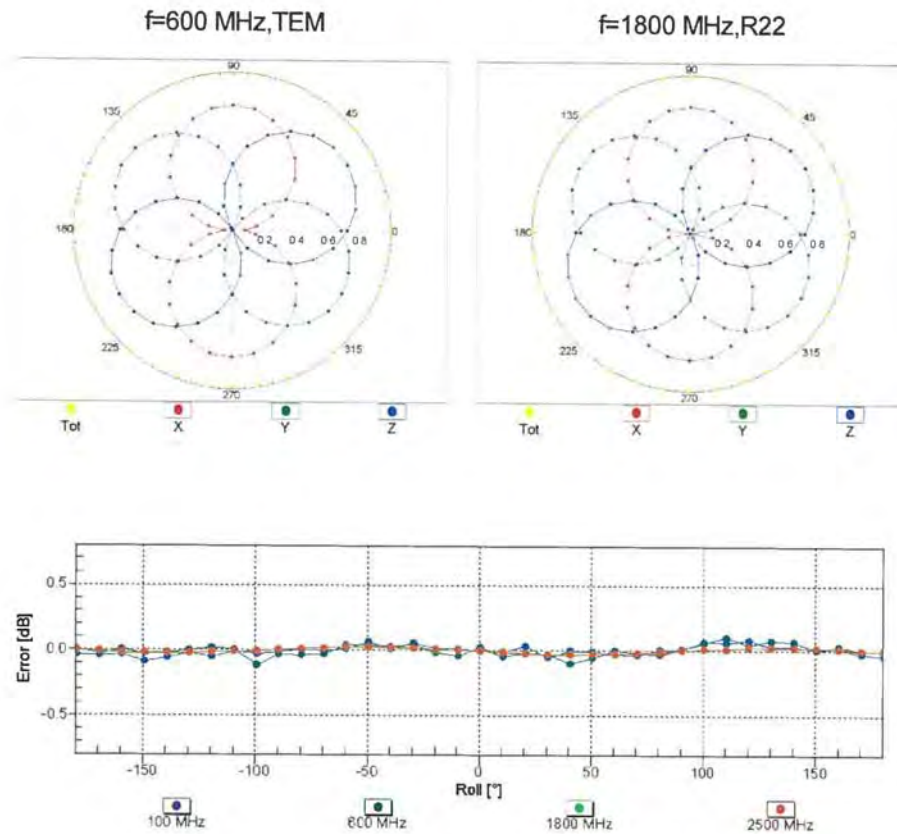 f=600 MHz,TEM
f=1800 MHz,R22
90
135
45
180
0.2 0.4 0.6 0.8
0
225
315
270
Tot X Y Z
90
135
45
180
0.2 0.4 0.6 0.8
0
225
315
270
Tot X Y Z
Error [dB]
0.5
0.0
-0.5
-150 -100 -50 0 50 100 150
Roll [°]
100 MHz 600 MHz 1800 MHz 2500 MHz